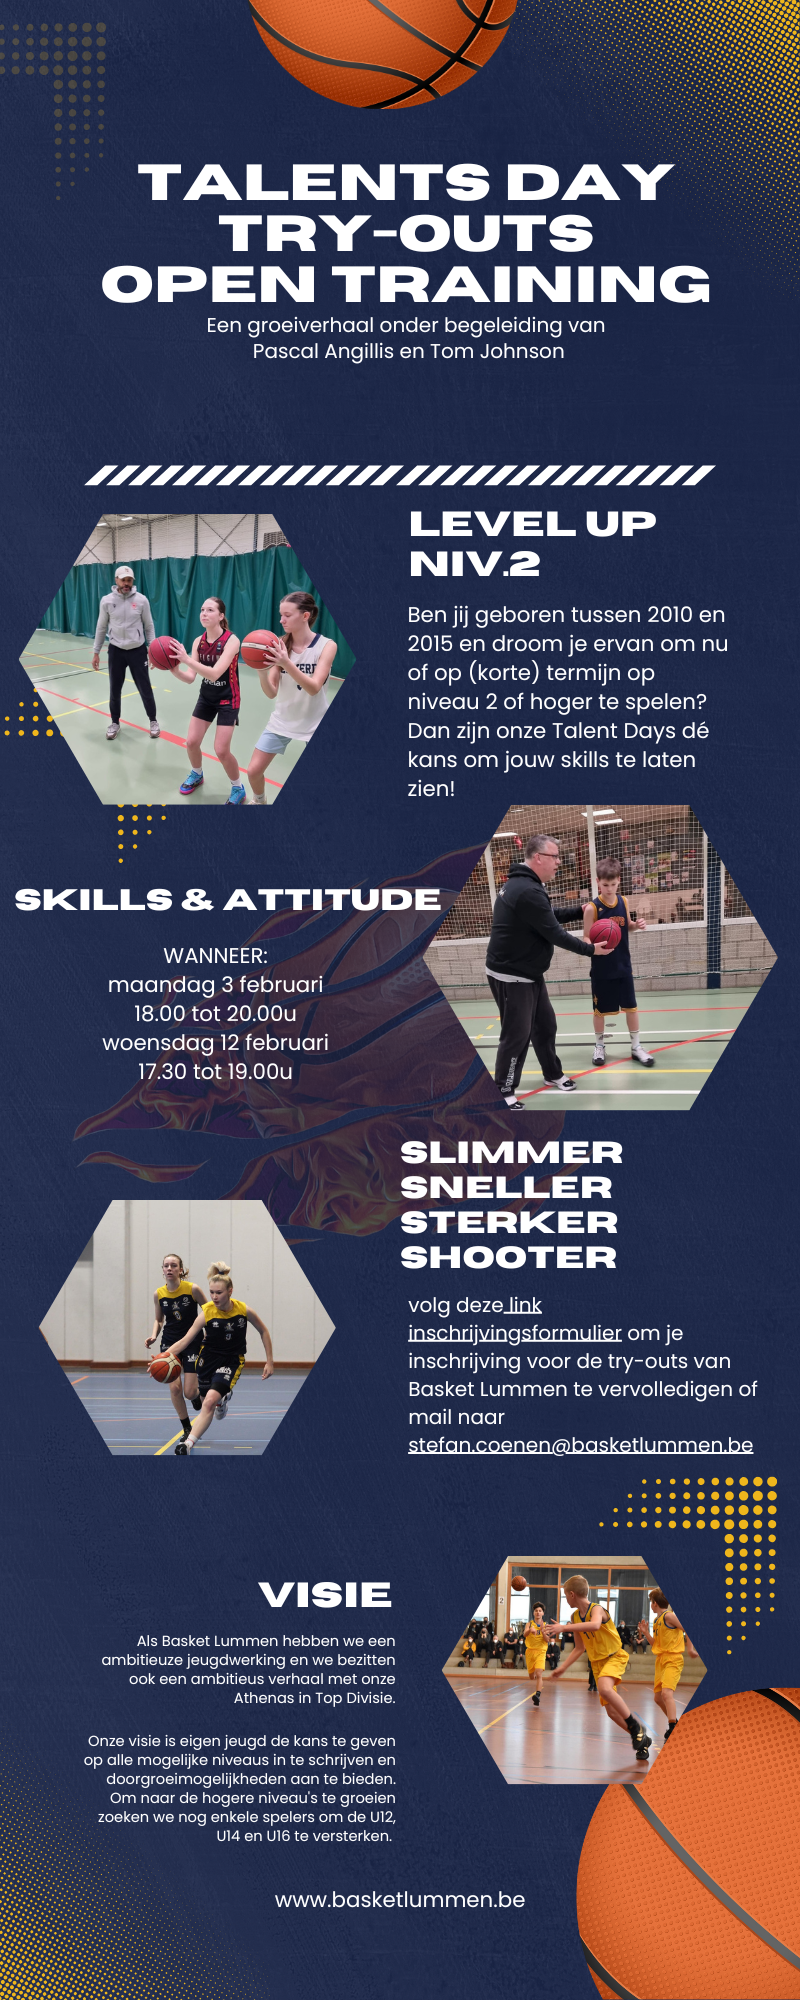 TALENTS DAY
TRY-OUTS
OPEN TRAINING
Een groeiverhaal onder begeleiding van
Pascal Angillis en Tom Johnson
LEVEL UP
NIV.2
Ben jij geboren tussen 2010 en
2015 en droom je ervan om nu
of op (korte) termijn op
niveau 2 of hoger te spelen?
Dan zijn onze Talent Days dé
kans om jouw skills te laten
zien!
SKILLS & ATTITUDE
WANNEER:
maandag 3 februari
18.00 tot 20.00u
woensdag 12 februari
17.30 tot 19.00u
SLIMMER
SNELLER
STERKER
SHOOTER
volg deze link
inschrijvingsformulier om je
inschrijving voor de try-outs van
Basket Lummen te vervolledigen of
mail naar
stefan.coenen@basketlummen.be
VISIE
Als Basket Lummen hebben we een
ambitieuze jeugdwerking en we bezitten
ook een ambitieus verhaal met onze
Athenas in Top Divisie.
Onze visie is eigen jeugd de kans te geven
op alle mogelijke niveaus in te schrijven en
doorgroeimogelijkheden aan te bieden.
Om naar de hogere niveau's te groeien
zoeken we nog enkele spelers om de U12,
U14 en U16 te versterken.
www.basketlummen.be